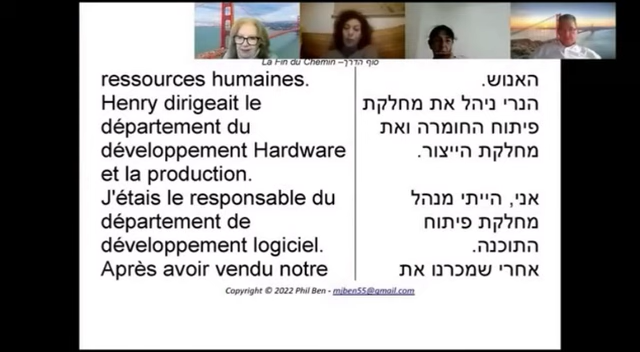 La Fin du Chemin – סוף הדרך
ressources humaines.
Henry dirigeait le
département du
développement Hardware
et la production.
J'étais le responsable du
département de
développement logiciel.
Après avoir vendu notre
האנוש.
הנרי ניהל את מחלקת
פיתוח החומרה ואת
מחלקת הייצור.
אני, הייתי מנהל
מחלקת פיתוח
התוכנה.
אחרי שמכרנו את
Copyright © 2022 Phil Ben - mjben55@gmail.com